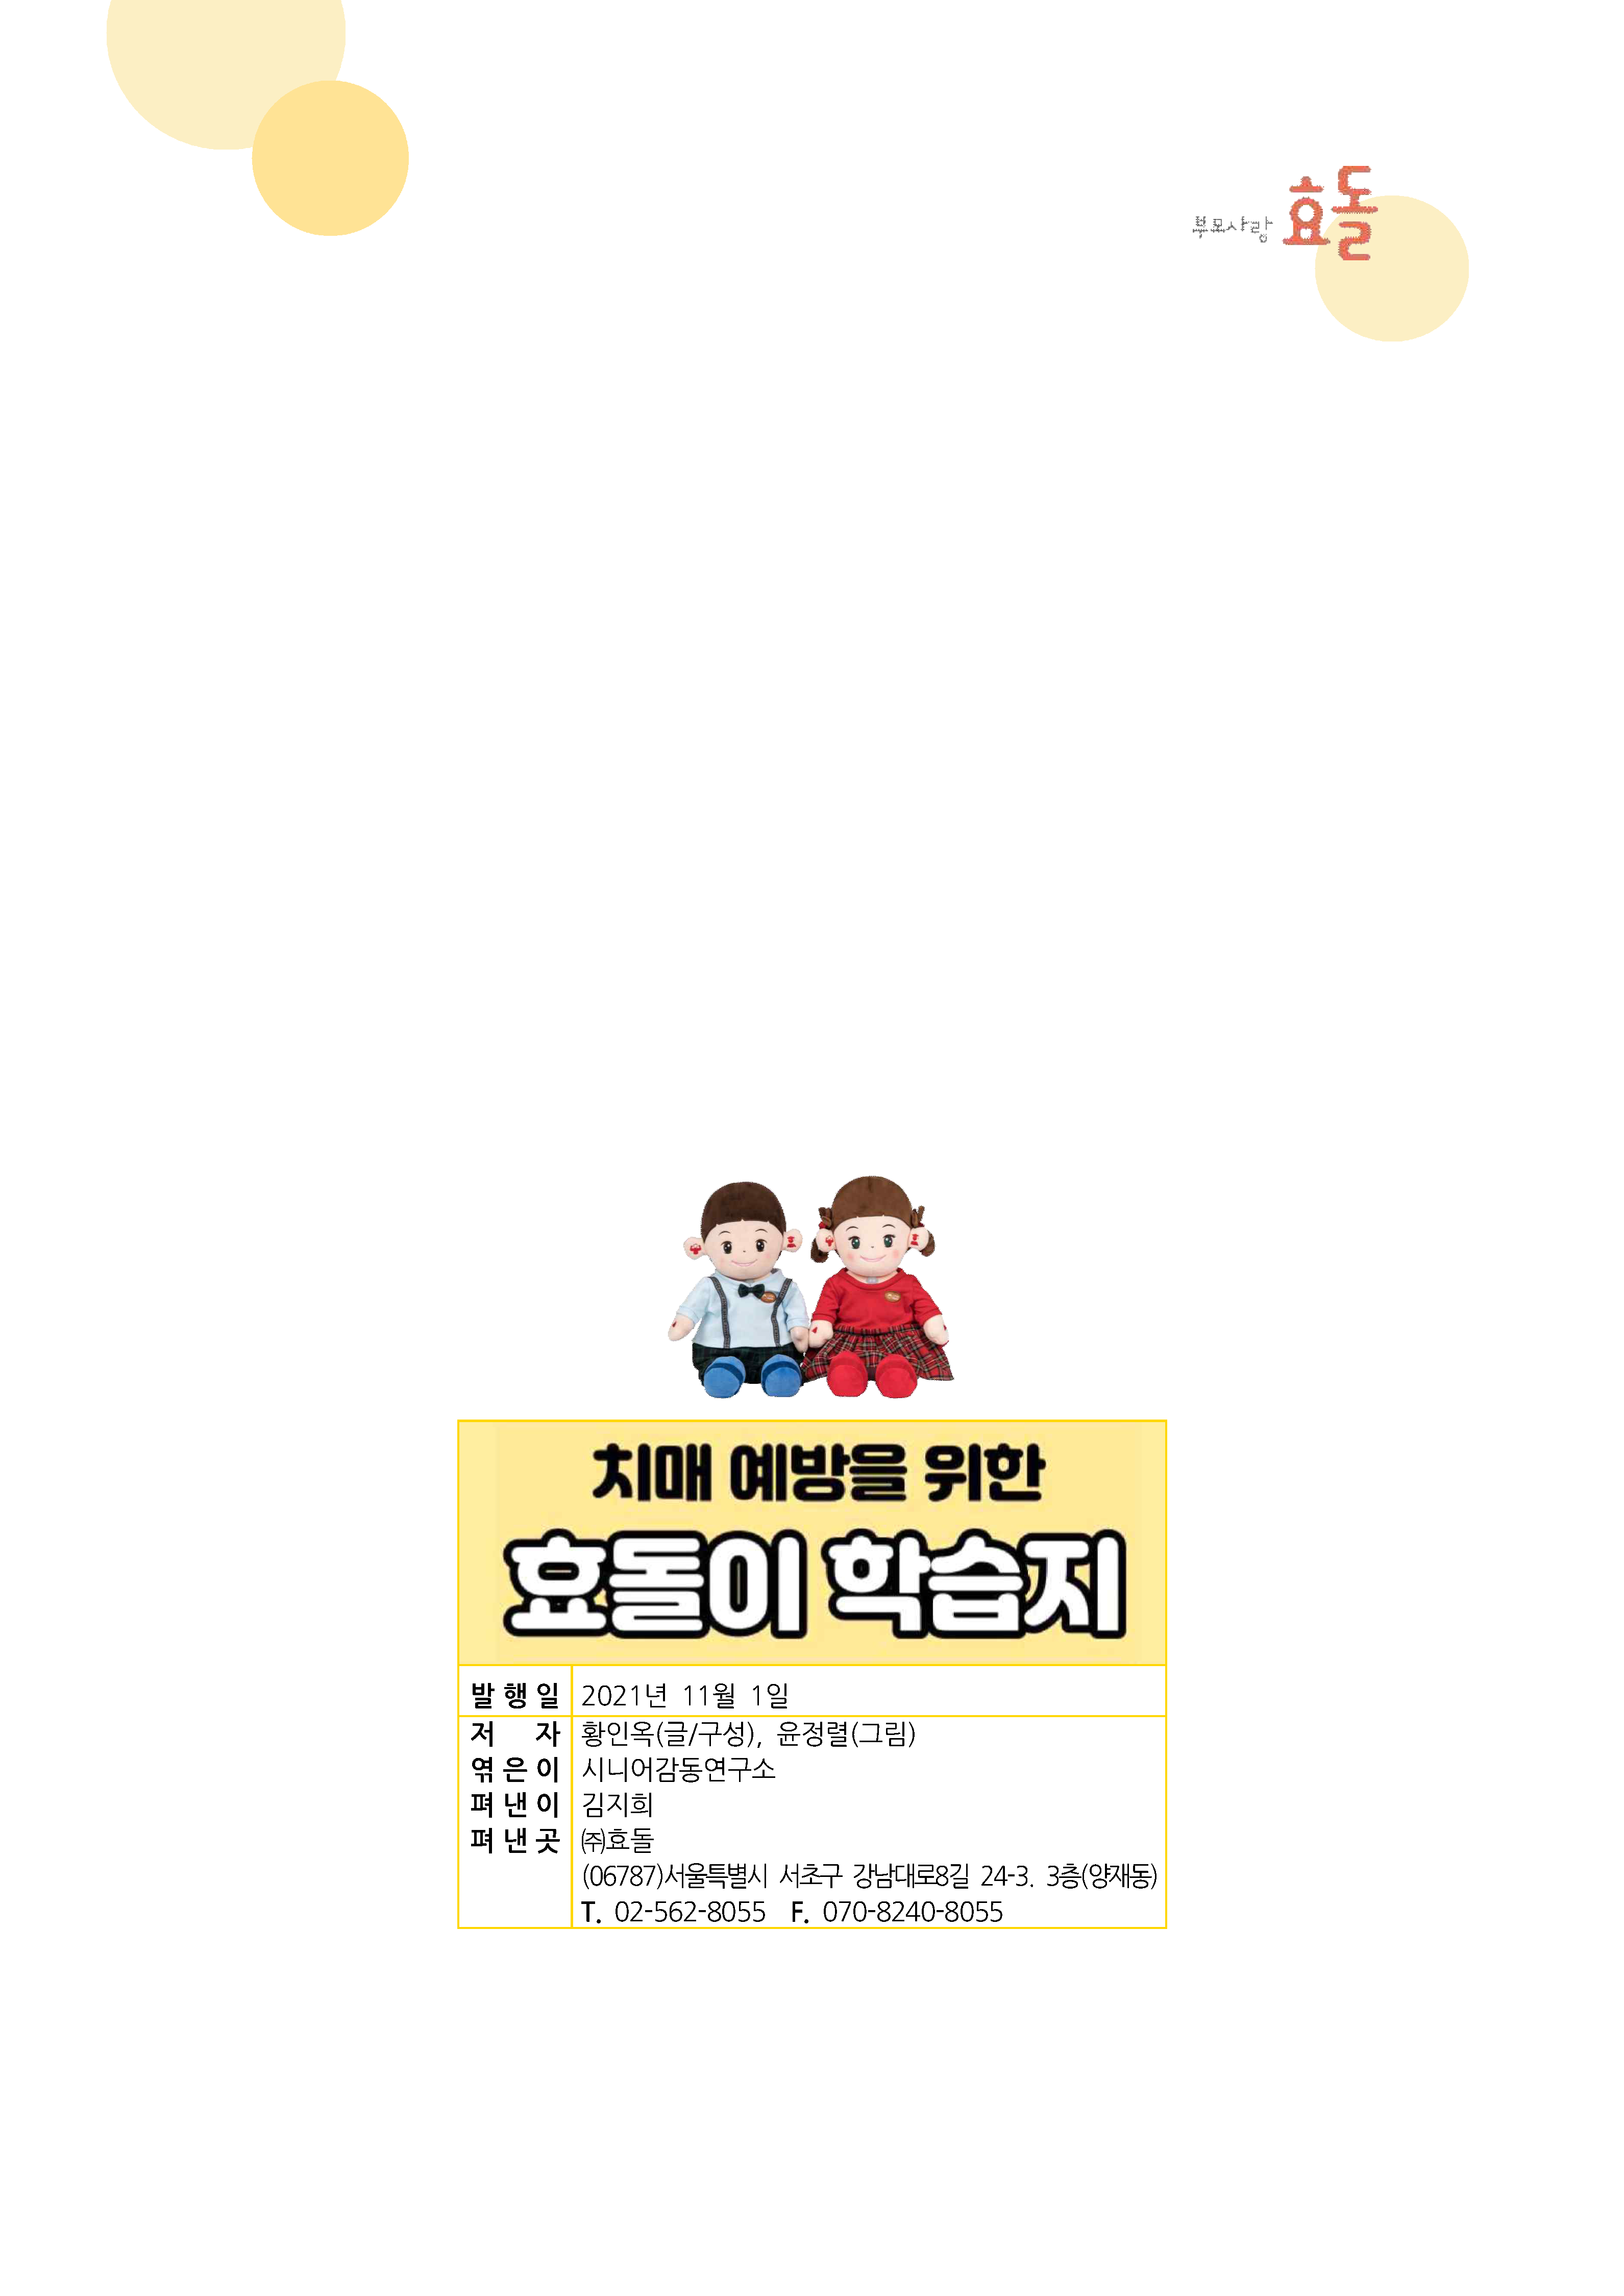 부모사랑 효돌
치매 예방을 위한
효돌이 학습지
발 행 일 2021년 11월 1일
저 자 황인옥(글/구성), 윤정렬(그림)
엮 은 이 시니어감동연구소
펴 낸 이 김지희
펴 낸 곳 ㈜효돌
(06787)서울특별시 서초구 강남대로8길 24-3. 3층(양재동)
T. 02-562-8055 F. 070-8240-8055